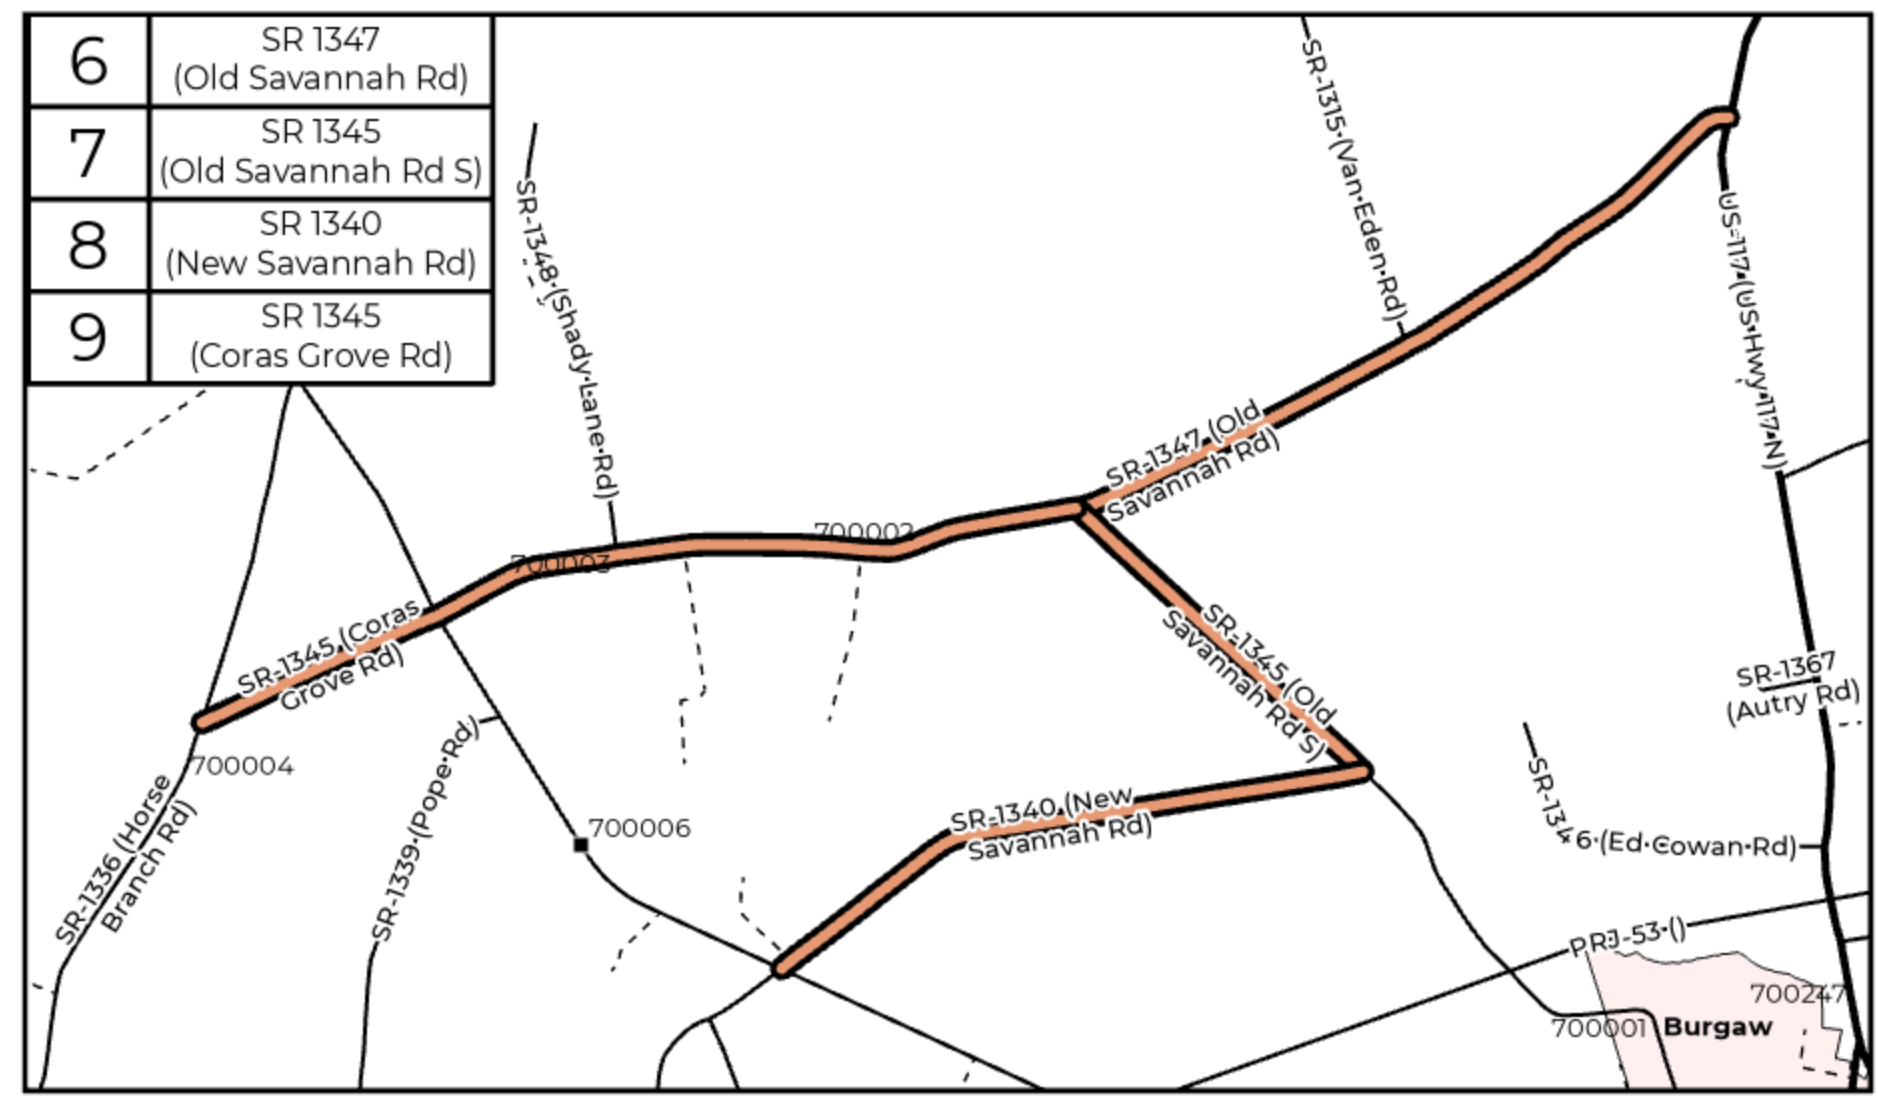 6
SR 1347
(Old Savannah Rd)
7
SR 1345
(Old Savannah Rd S)
8
SR 1340
(New Savannah Rd)
9
SR 1345
(Coras Grove Rd)
SR-1348 (Shady Lane Rd)
SR-1315 (Van Eden Rd)
US-117 (US Hwy 117 N)
SR-1347 (Old
Savannah Rd)
700002
700003
SR-1345 (Coras
Grove Rd)
SR-1345 (Old
Savannah Rd S)
SR-1367
(Autry Rd)
700004
SR-1339 (Pope Rd)
SR-1336 (Horse
Branch Rd)
700006
SR-1340 (New
Savannah Rd)
SR-1346 (Ed Cowan Rd)
PRJ-53 ()
700247
700001
Burgaw